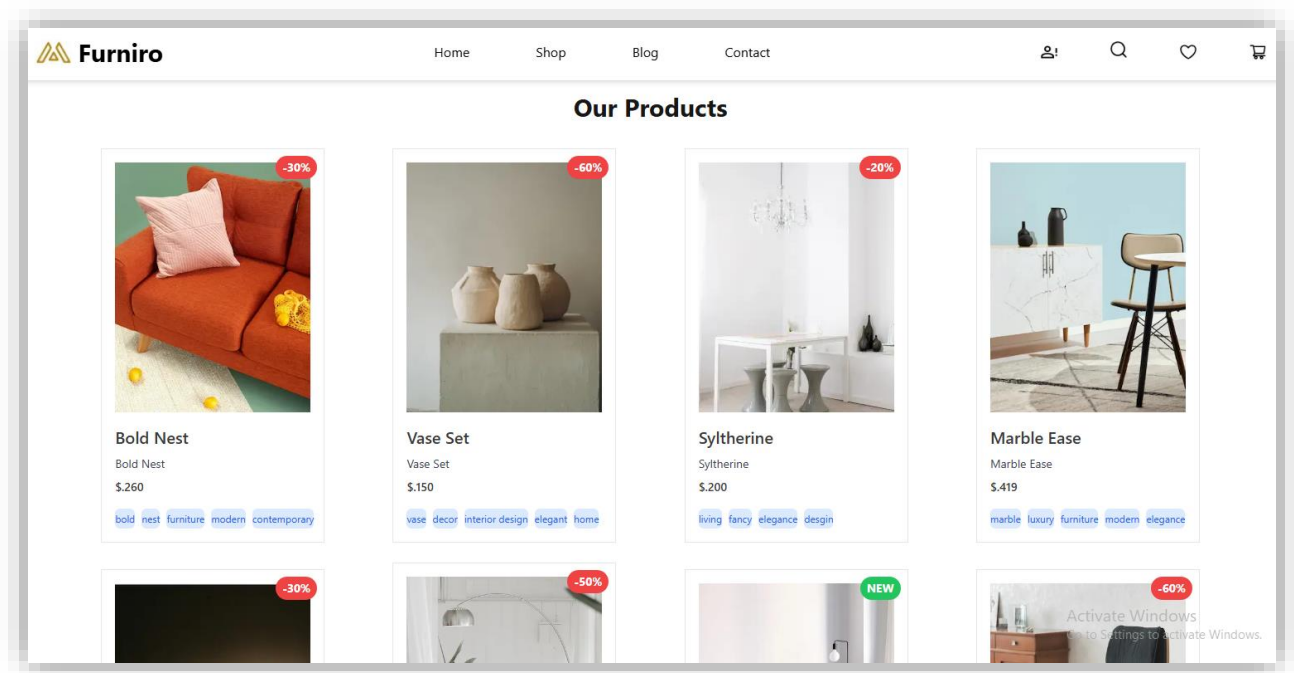 Furniro
Home Shop Blog Contact
Our Products
-30%
-60%
-20%
Bold Nest
Bold Nest
$.260
bold nest furniture modern contemporary
Vase Set
Vase Set
$.150
vase decor interior design elegant home
Syltherine
Syltherine
$.200
living fancy elegance desgin
Marble Ease
Marble Ease
$.419
marble luxury furniture modern elegance
-30%
-50%
NEW
-60%
Activate Windows
Go to Settings to activate Windows.